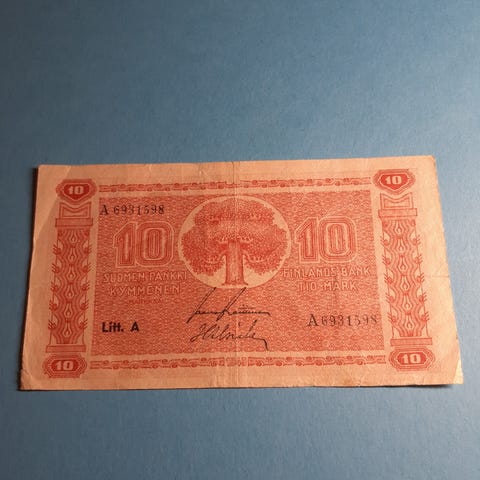 10 10
A 6931598
10 10
SUOMEN PANKKI FINLANDS BANK
KYMMENEN TIO MARK
Litt. A A 6931598
10 10